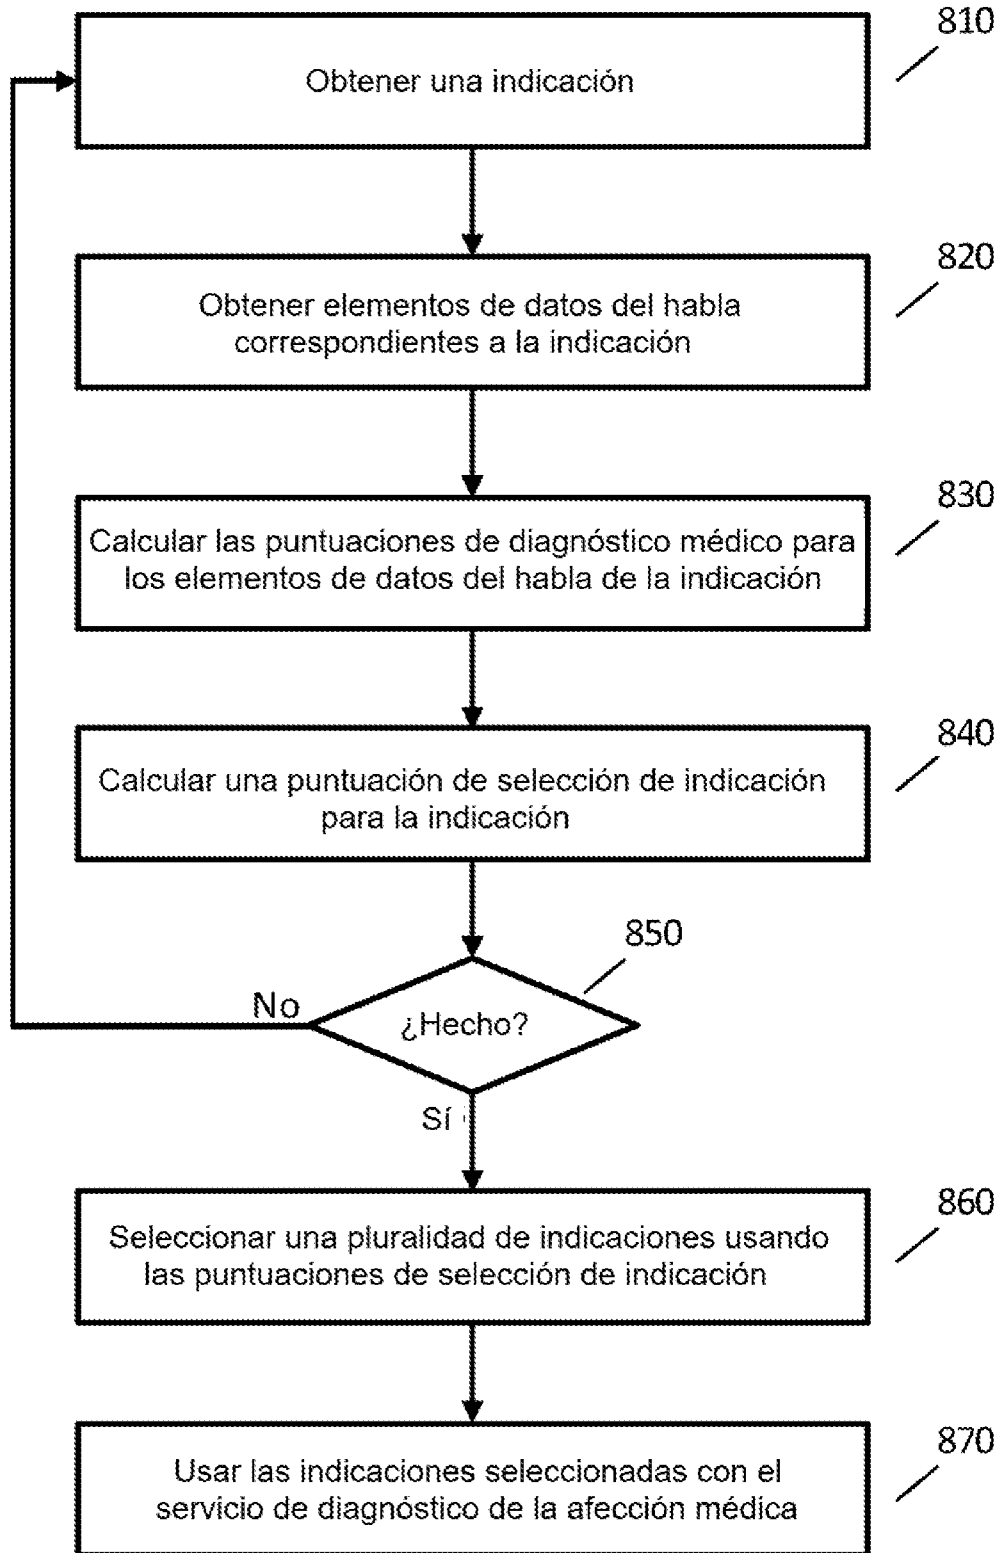 810
Obtener una indicación
820
Obtener elementos de datos del habla
correspondientes a la indicación
830
Calcular las puntuaciones de diagnóstico médico para
los elementos de datos del habla de la indicación
840
Calcular una puntuación de selección de indicación
para la indicación
850
No
¿Hecho?
Sí
860
Seleccionar una pluralidad de indicaciones usando
las puntuaciones de selección de indicación
870
Usar las indicaciones seleccionadas con el
servicio de diagnóstico de la afección médica